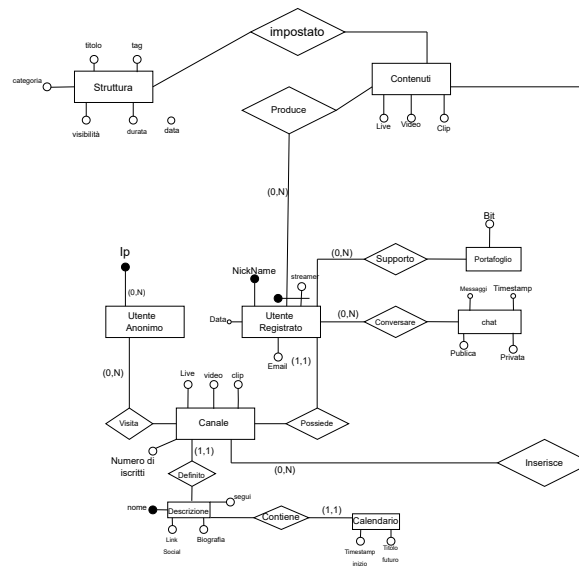 impostato
titolo
tag
categoria
Struttura
Contenuti
visibilità
durata
data
Produce
Live
Video
Clip
(0,N)
Ip
Bit
NickName
streamer
(0,N)
Supporto
Portafoglio
(0,N)
Messaggi
Timestamp
Utente
Anonimo
Data
Utente
Registrato
(0,N)
Conversare
chat
(1,1)
Email
Publica
Privata
(0,N)
Live
video
clip
Visita
Canale
Possiede
Numero di
iscritti
(1,1)
(0,N)
Inserisce
Definito
nome
Descrizione
segui
Contiene
(1,1)
Calendario
Link
Social
Biografia
Timestamp
inizio
Titolo
futuro